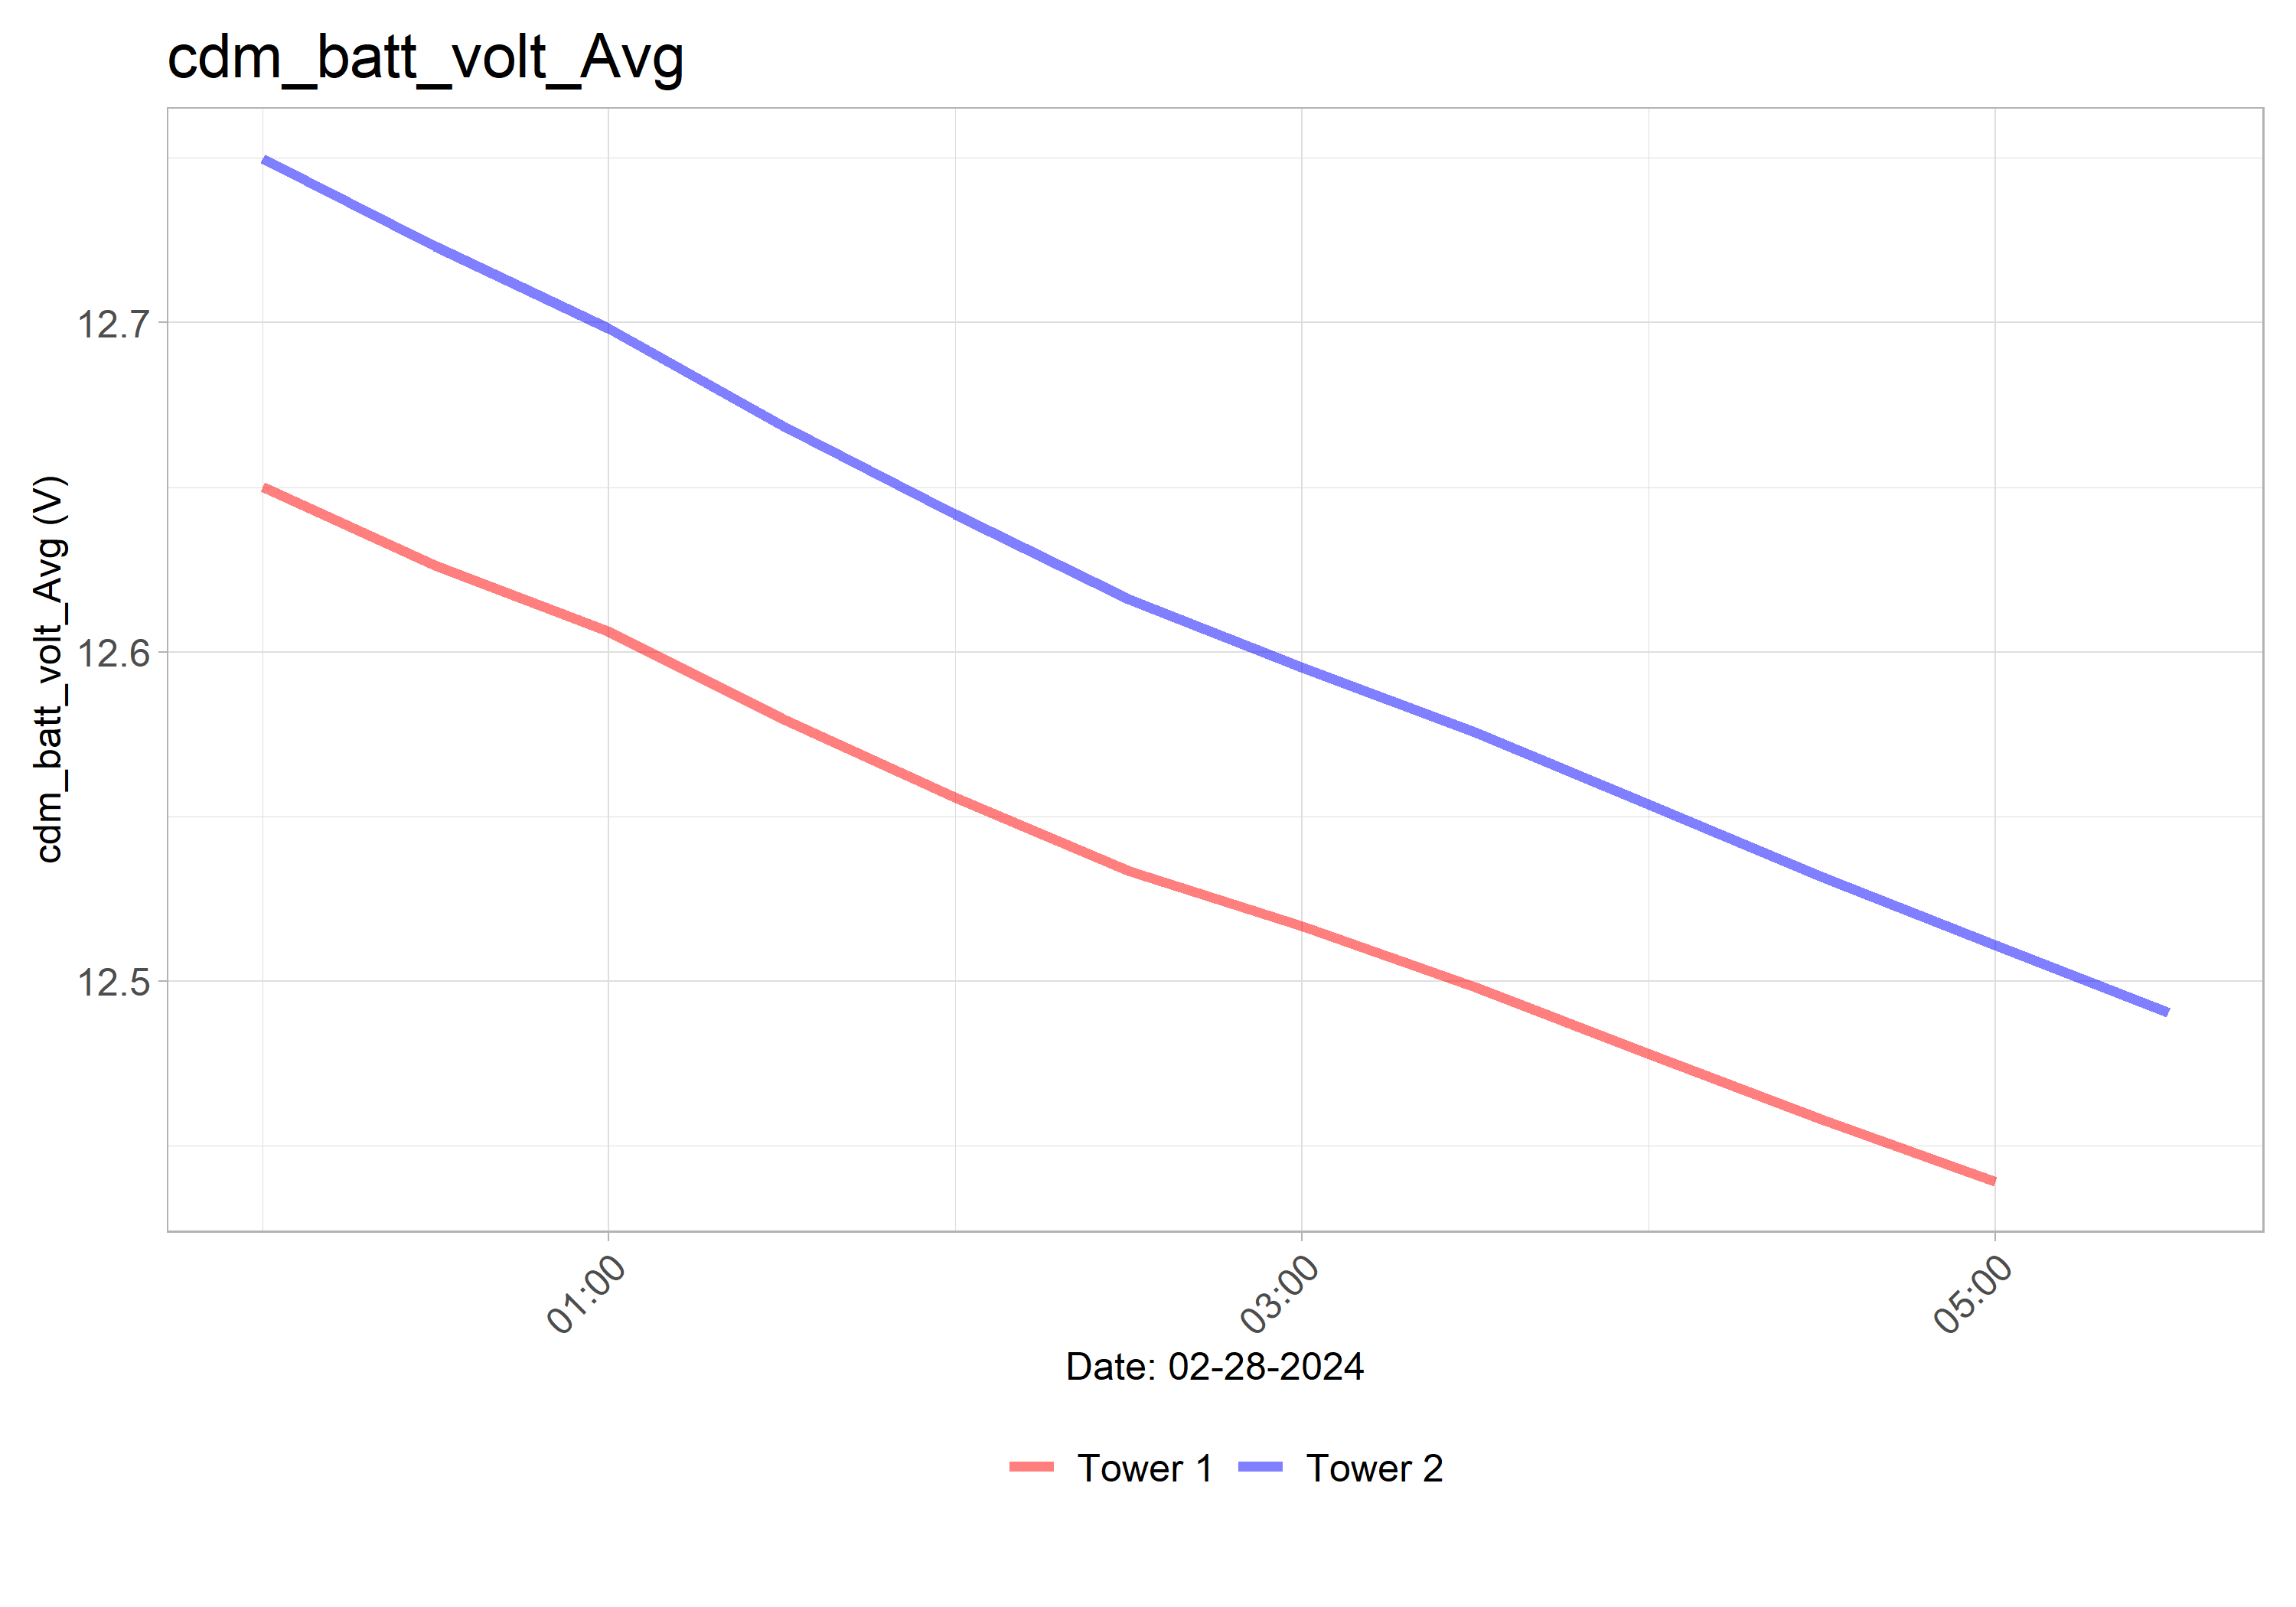 cdm_batt_volt_Avg
cdm_batt_volt_Avg (V)
12.7
12.6
12.5
01:00
03:00
05:00
Date: 02-28-2024
Tower 1
Tower 2